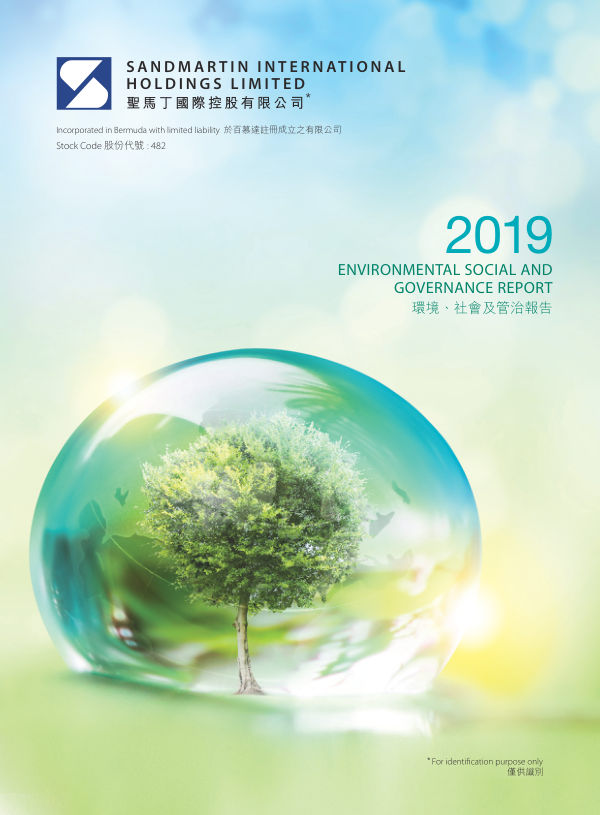 SANDMARTIN INTERNATIONAL
HOLDINGS LIMITED
聖馬丁國際控股有限公司*
Incorporated in Bermuda with limited liability 於百慕達註冊成立之有限公司
Stock Code 股份代號 : 482
2019
ENVIRONMENTAL SOCIAL AND
GOVERNANCE REPORT
環境、社會及管治報告
* For identification purpose only
僅供識別